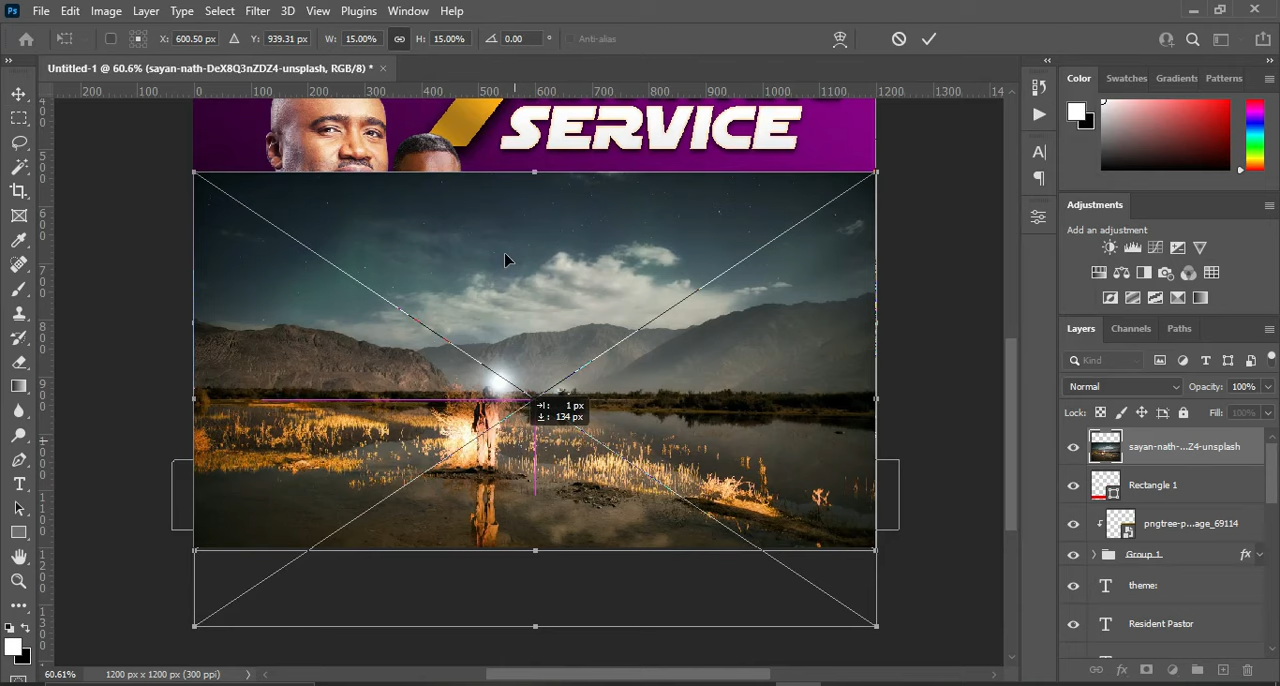 Ps File Edit Image Layer Type Select Filter 3D View Plugins Window Help
X: 600.50 px Y: 939.31 px W: 15.00% H: 15.00% 0.00 ° Anti-alias
Untitled-1 @ 60.6% (sayan-nath-DeX8Q3nZDZ4-unsplash, RGB/8) * ×
200 100 0 100 200 300 400 500 600 700 800 900 1000 1100 1200 1300 14
SERVICE
1 px
134 px
Color Swatches Gradients Patterns
Adjustments
Add an adjustment
Layers Channels Paths
Kind
Normal Opacity: 100%
Lock: Fill: 100%
sayan-nath-...Z4-unsplash
Rectangle 1
pngtree-p...age_69114
Group 1 fx
theme:
Resident Pastor
60.61% 1200 px x 1200 px (300 ppi)